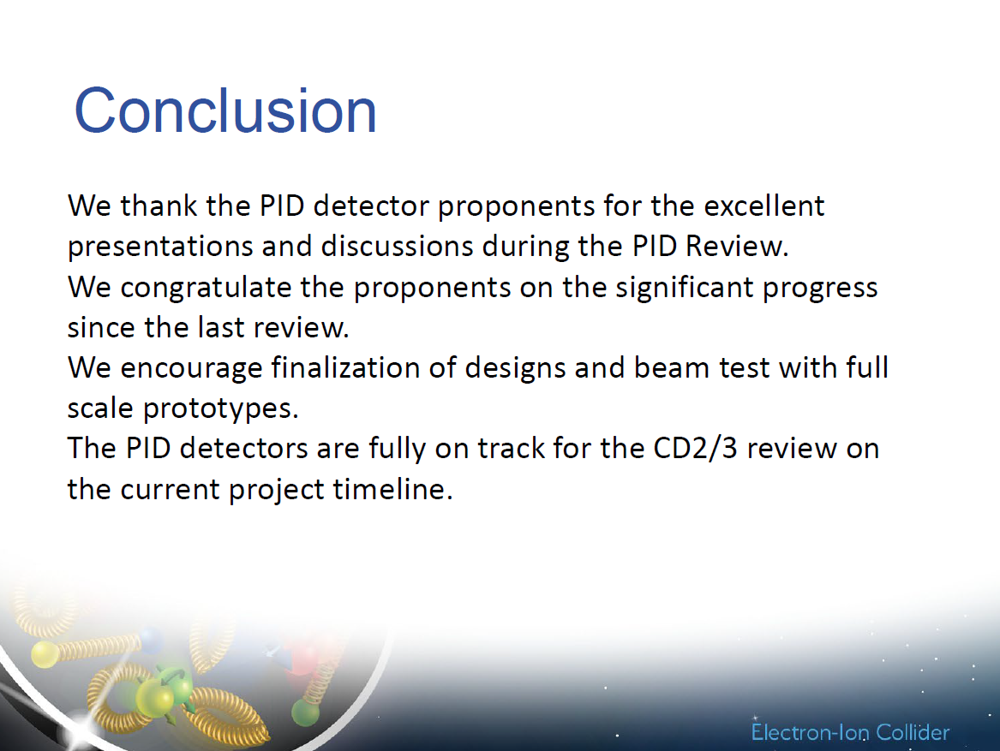 Conclusion
We thank the PID detector proponents for the excellent
presentations and discussions during the PID Review.
We congratulate the proponents on the significant progress
since the last review.
We encourage finalization of designs and beam test with full
scale prototypes.
The PID detectors are fully on track for the CD2/3 review on
the current project timeline.
Electron-Ion Collider